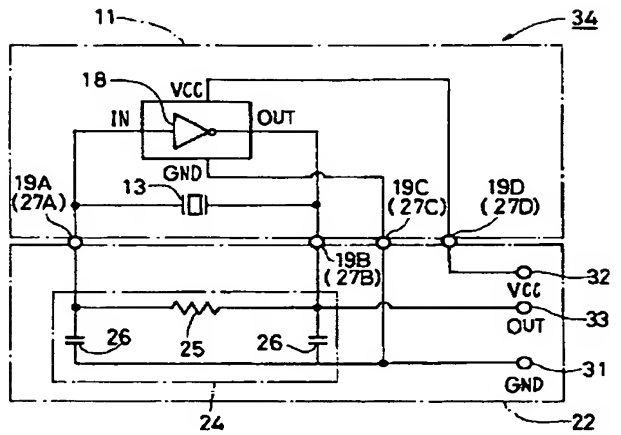 11
34
18
VCC
IN
OUT
GND
13
19A
(27A)
19B
(27B)
19C
(27C)
19D
(27D)
32
VCC
33
OUT
26
25
26
31
GND
24
22